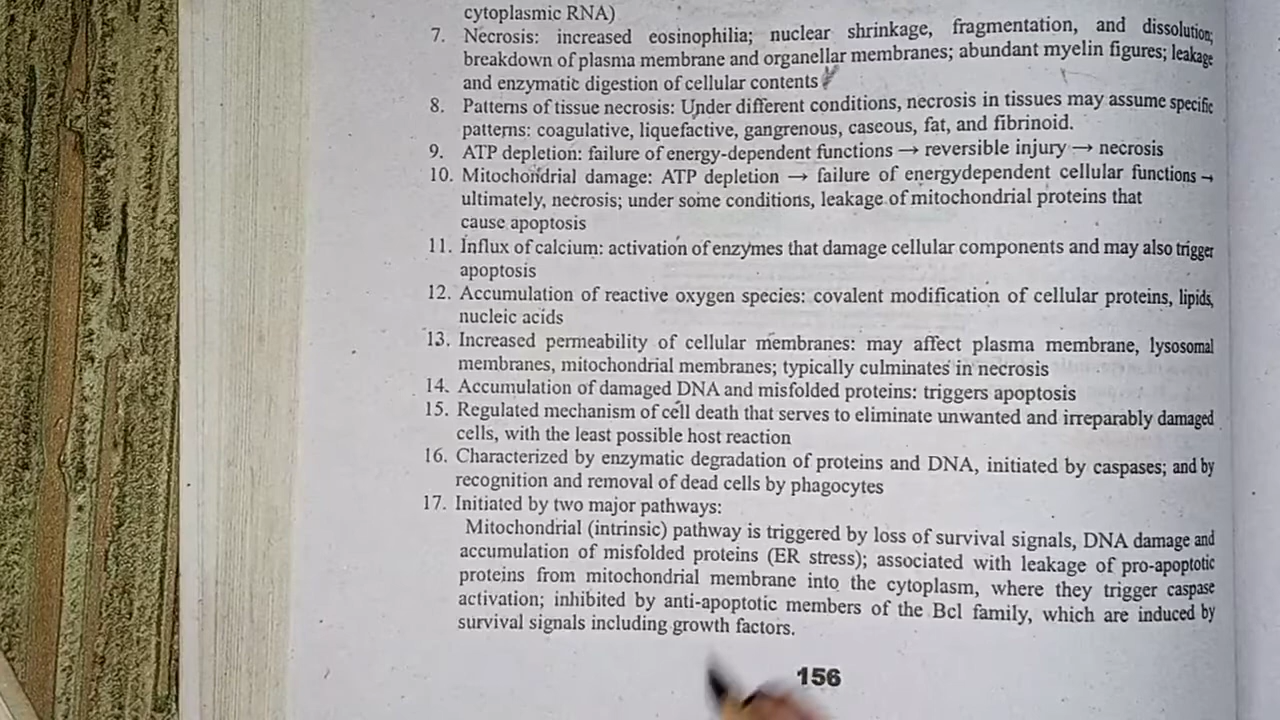 cytoplasmic RNA)
7. Necrosis: increased eosinophilia; nuclear shrinkage, fragmentation, and dissolution;
breakdown of plasma membrane and organellar membranes; abundant myelin figures; leakage
and enzymatic digestion of cellular contents
8. Patterns of tissue necrosis: Under different conditions, necrosis in tissues may assume specific
patterns: coagulative, liquefactive, gangrenous, caseous, fat, and fibrinoid.
9. ATP depletion: failure of energy-dependent functions → reversible injury → necrosis
10. Mitochondrial damage: ATP depletion → failure of energydependent cellular functions →
ultimately, necrosis; under some conditions, leakage of mitochondrial proteins that
cause apoptosis
11. Influx of calcium: activation of enzymes that damage cellular components and may also trigger
apoptosis
12. Accumulation of reactive oxygen species: covalent modification of cellular proteins, lipids,
nucleic acids
13. Increased permeability of cellular membranes: may affect plasma membrane, lysosomal
membranes, mitochondrial membranes; typically culminates in necrosis
14. Accumulation of damaged DNA and misfolded proteins: triggers apoptosis
15. Regulated mechanism of cell death that serves to eliminate unwanted and irreparably damaged
cells, with the least possible host reaction
16. Characterized by enzymatic degradation of proteins and DNA, initiated by caspases; and by
recognition and removal of dead cells by phagocytes
17. Initiated by two major pathways:
Mitochondrial (intrinsic) pathway is triggered by loss of survival signals, DNA damage and
accumulation of misfolded proteins (ER stress); associated with leakage of pro-apoptotic
proteins from mitochondrial membrane into the cytoplasm, where they trigger caspase
activation; inhibited by anti-apoptotic members of the Bcl family, which are induced by
survival signals including growth factors.
156